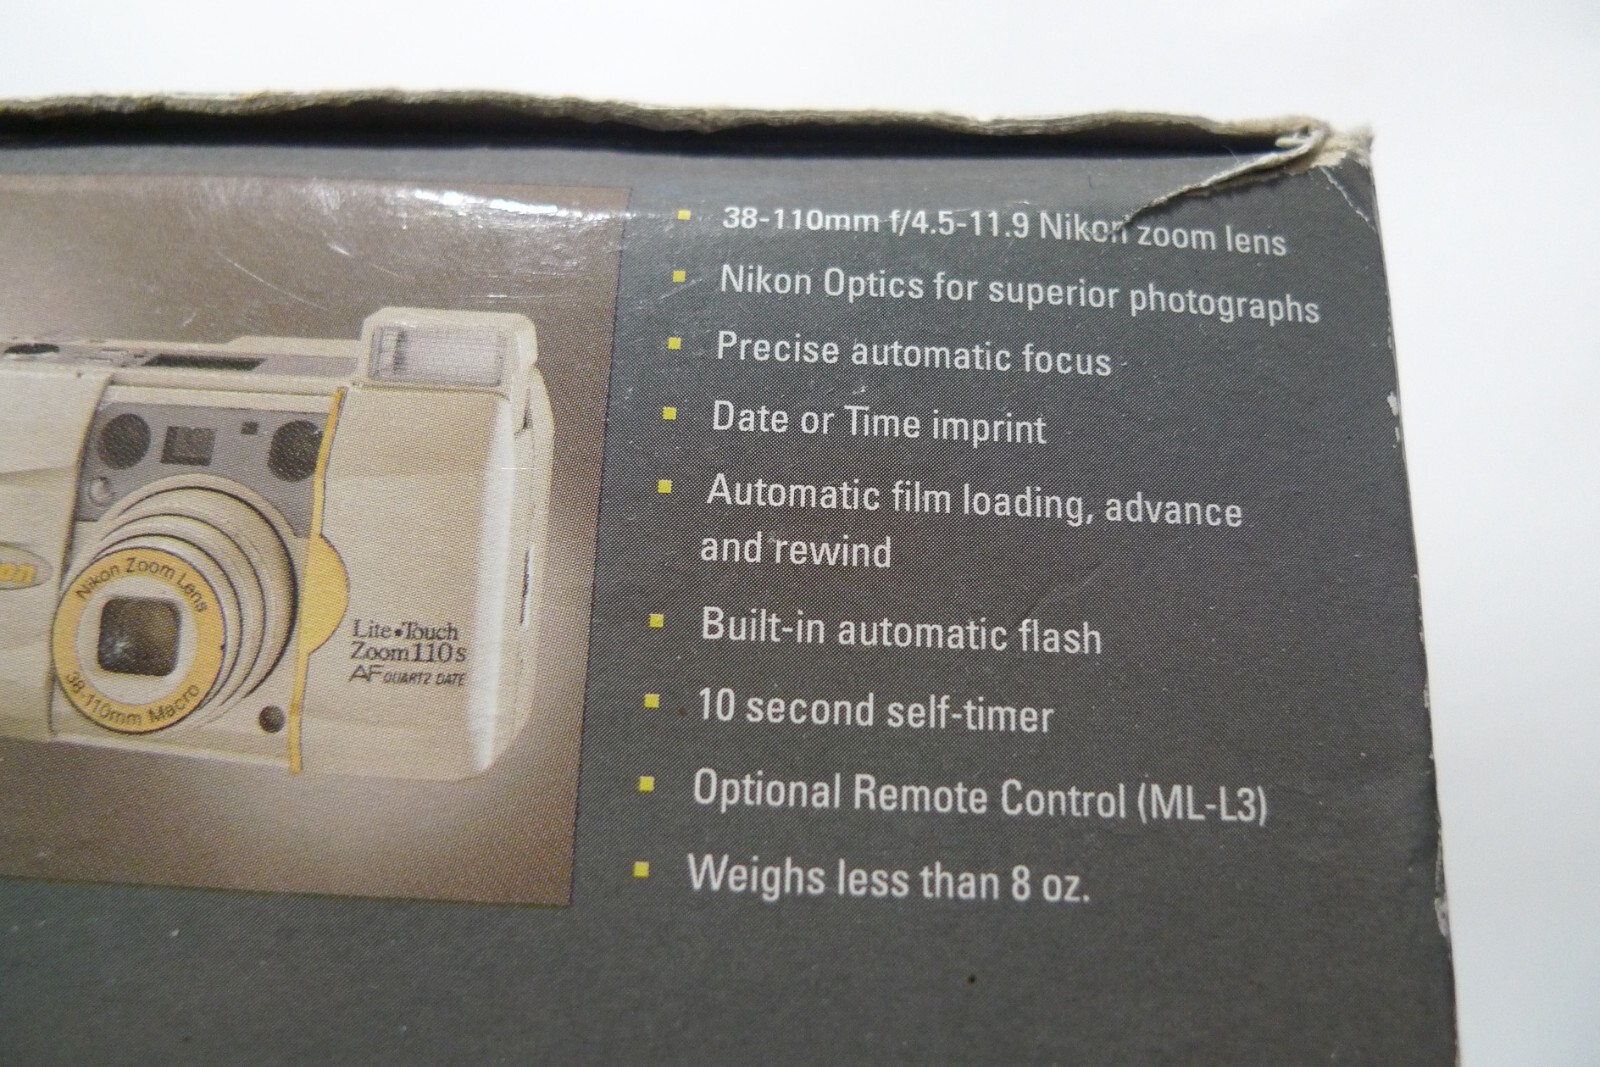 38-110mm f/4.5-11.9 Nikon zoom lens
Nikon Optics for superior photographs
Precise automatic focus
Date or Time imprint
Automatic film loading, advance
and rewind
Built-in automatic flash
10 second self-timer
Optional Remote Control (ML-L3)
Weighs less than 8 oz.
Nikon Zoom Lens
38-110mm Macro
Lite•Touch
Zoom110s
AF QUARTZ DATE